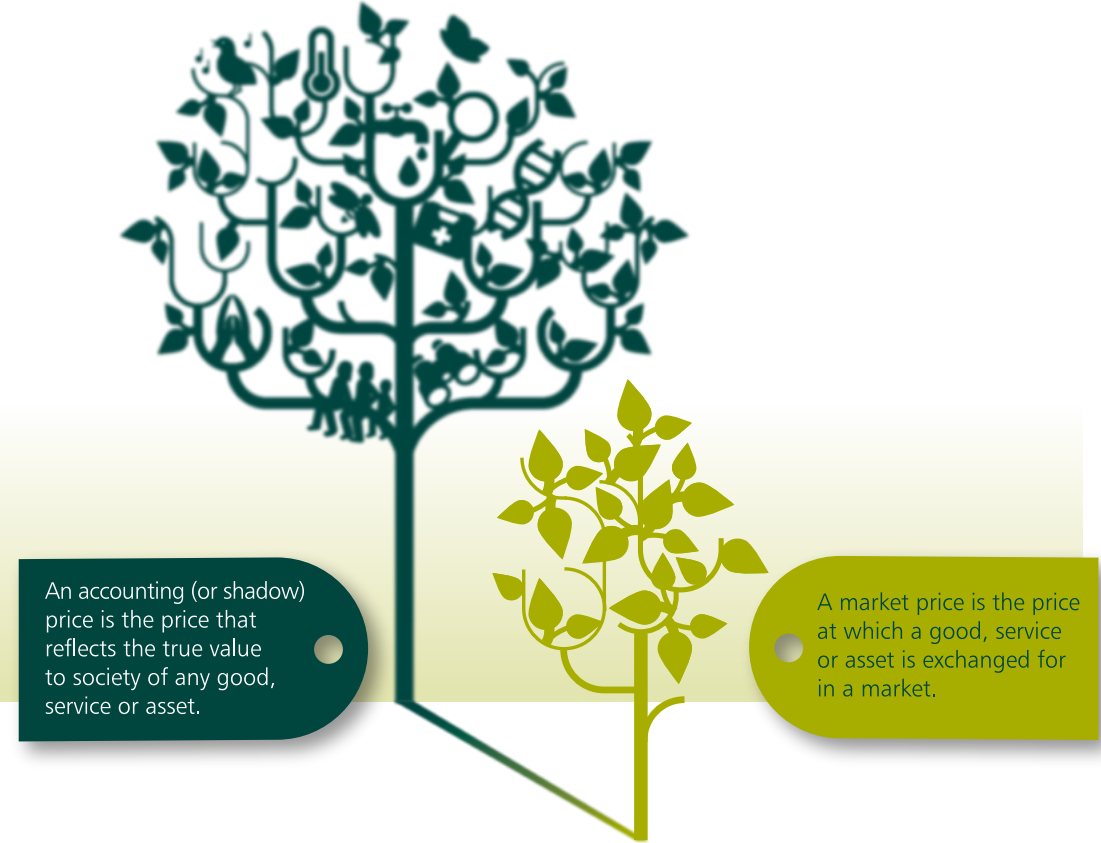 An accounting (or shadow)
price is the price that
reflects the true value
to society of any good,
service or asset.
A market price is the price
at which a good, service
or asset is exchanged for
in a market.